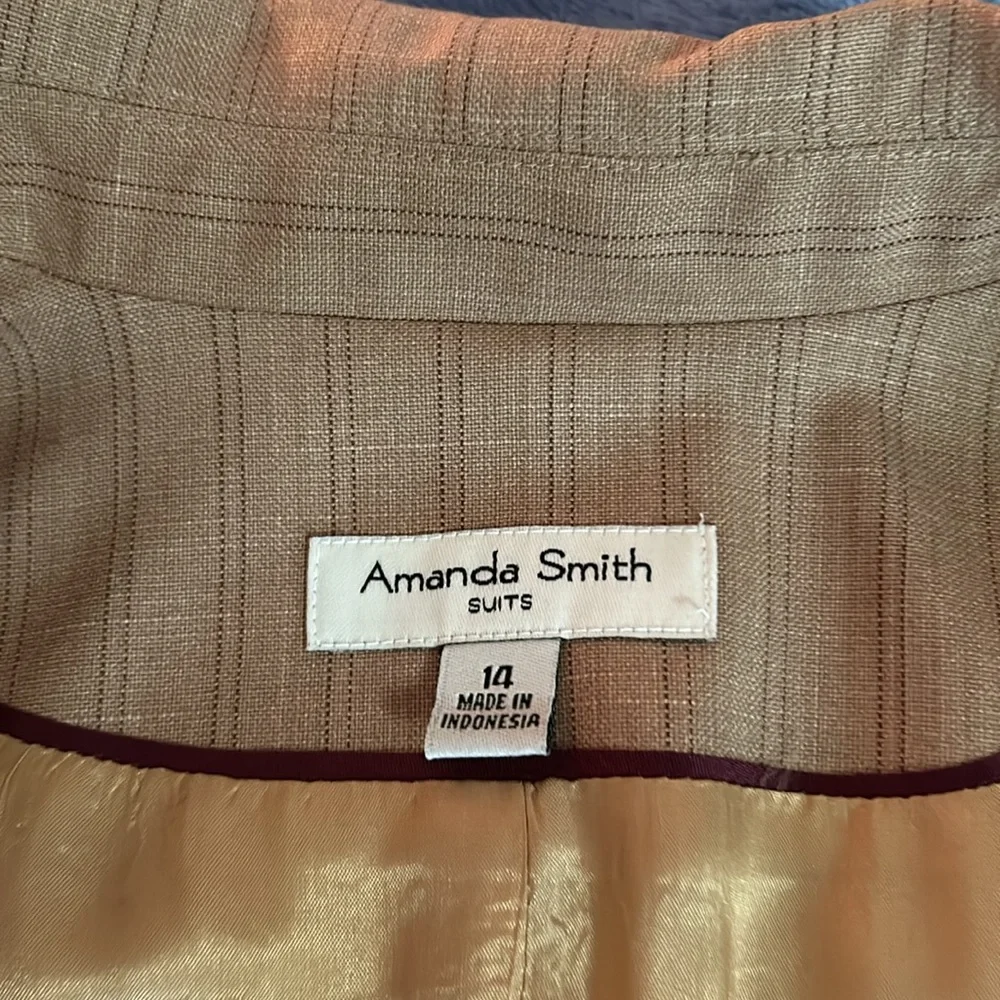 Amanda Smith
SUITS
14
MADE IN
INDONESIA